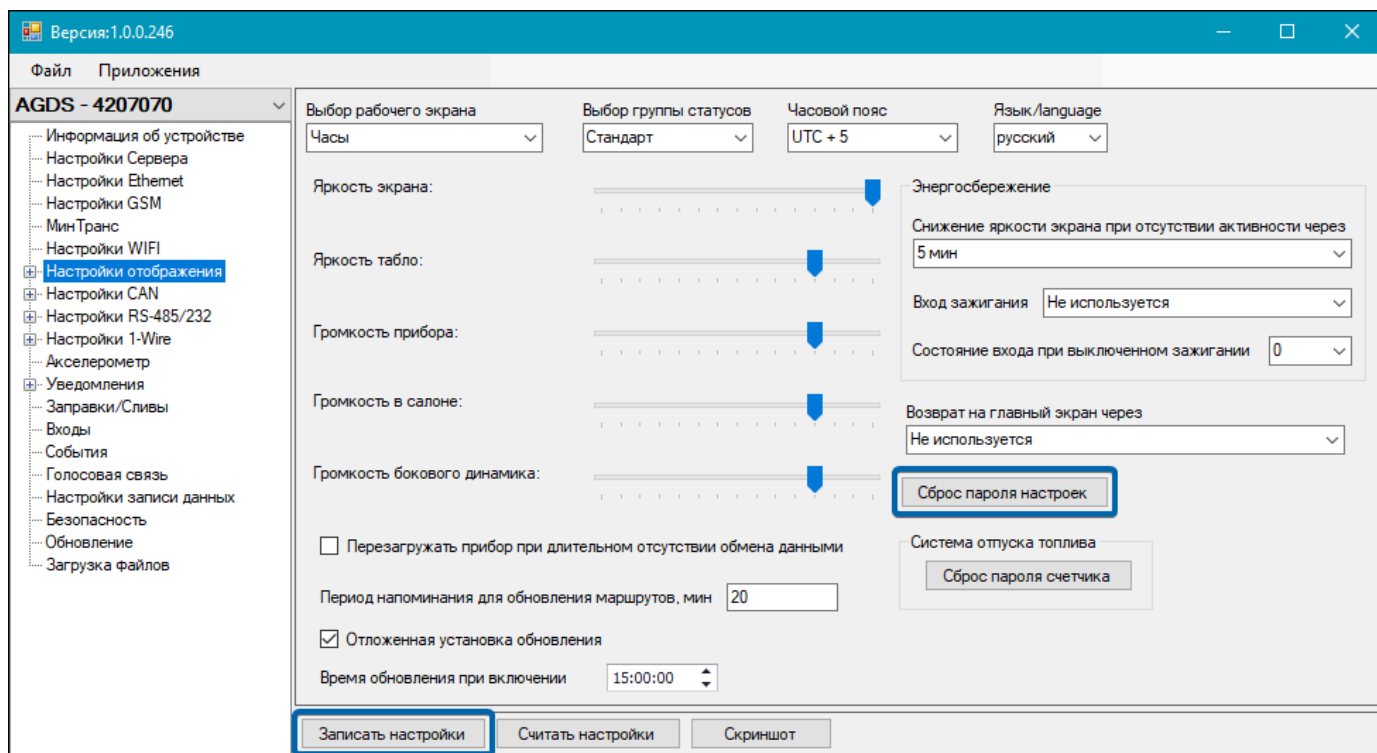 Версия:1.0.0.246
Файл Приложения
AGDS - 4207070
Информация об устройстве
Настройки Сервера
Настройки Ethernet
Настройки GSM
МинТранс
Настройки WIFI
Настройки отображения
Настройки CAN
Настройки RS-485/232
Настройки 1-Wire
Акселерометр
Уведомления
Заправки/Сливы
Входы
События
Голосовая связь
Настройки записи данных
Безопасность
Обновление
Загрузка файлов
Выбор рабочего экрана Выбор группы статусов Часовой пояс Язык/language
Часы Стандарт UTC + 5 русский
Яркость экрана:
Яркость табло:
Громкость прибора:
Громкость в салоне:
Громкость бокового динамика:
Перезагружать прибор при длительном отсутствии обмена данными
Период напоминания для обновления маршрутов, мин 20
Отложенная установка обновления
Время обновления при включении 15:00:00
Энергосбережение
Снижение яркости экрана при отсутствии активности через
5 мин
Вход зажигания Не используется
Состояние входа при выключенном зажигании 0
Возврат на главный экран через
Не используется
Сброс пароля настроек
Система отпуска топлива
Сброс пароля счетчика
Записать настройки Считать настройки Скриншот